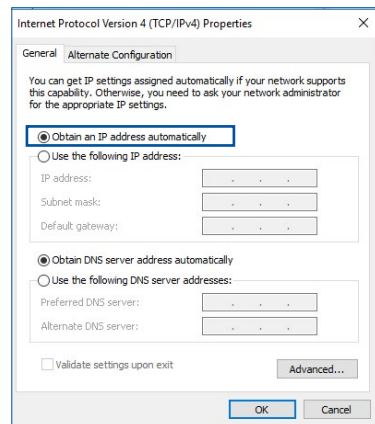 Internet Protocol Version 4 (TCP/IPv4) Properties
General Alternate Configuration
You can get IP settings assigned automatically if your network supports
this capability. Otherwise, you need to ask your network administrator
for the appropriate IP settings.
Obtain an IP address automatically
Use the following IP address:
IP address:
Subnet mask:
Default gateway:
Obtain DNS server address automatically
Use the following DNS server addresses:
Preferred DNS server:
Alternate DNS server:
Validate settings upon exit
Advanced...
OK Cancel